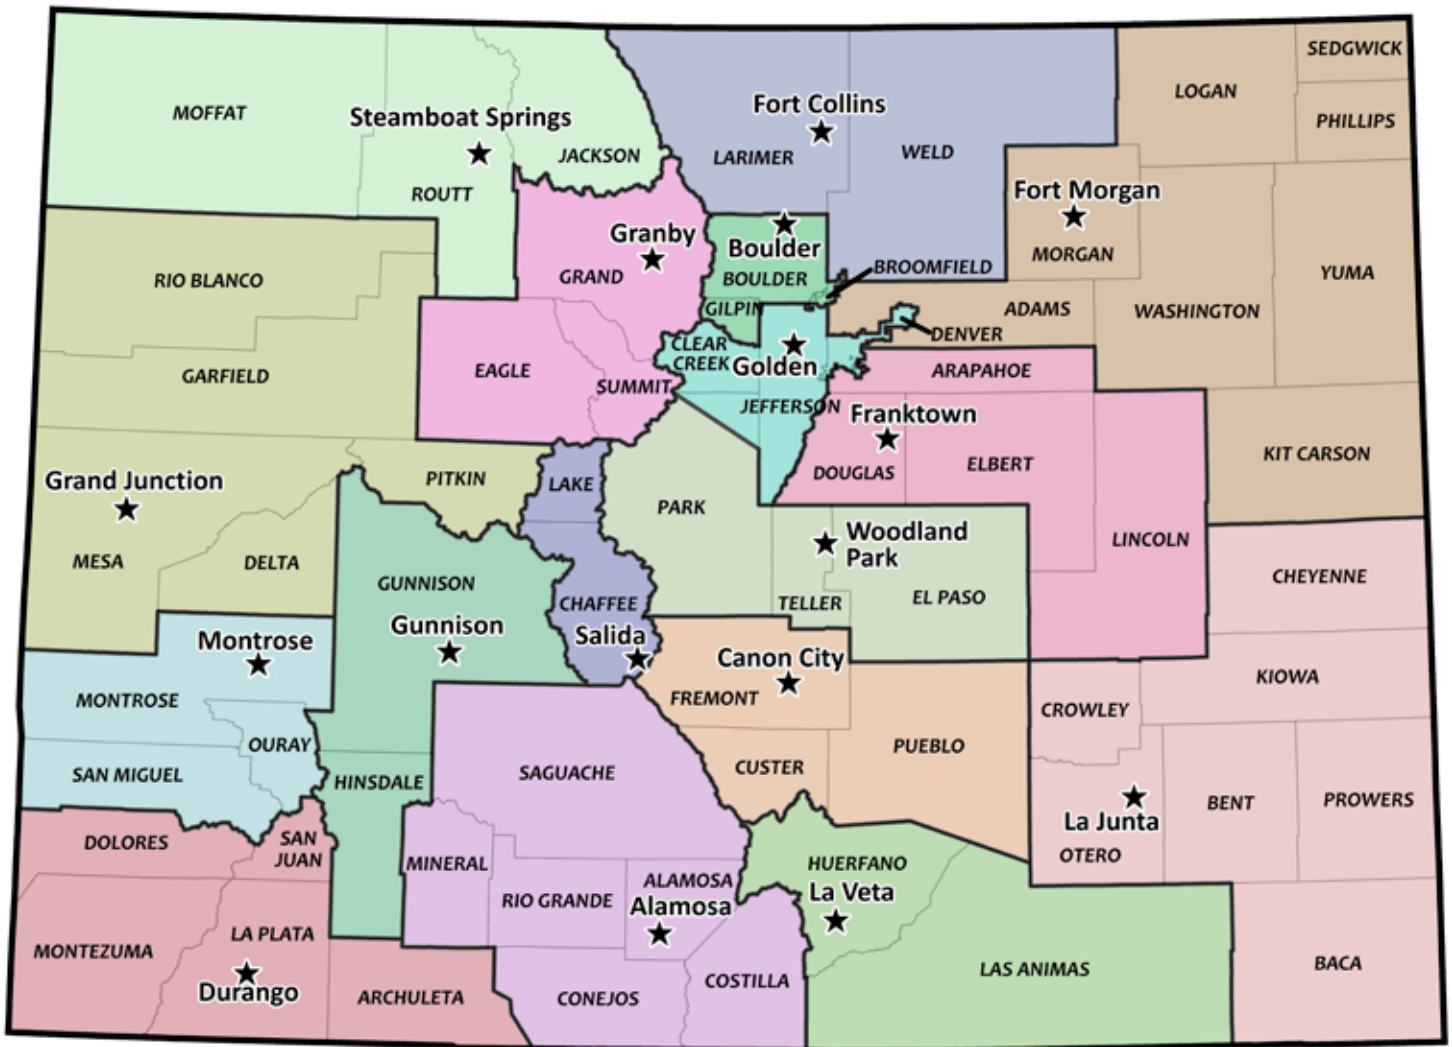 SEDGWICK
LOGAN
Fort Collins
MOFFAT
Steamboat Springs
PHILLIPS
JACKSON
LARIMER
WELD
ROUTT
Fort Morgan
Granby
Boulder
MORGAN
BROOMFIELD
RIO BLANCO
GRAND
BOULDER
YUMA
GILPIN
ADAMS
WASHINGTON
DENVER
CLEAR
CREEK
Golden
GARFIELD
EAGLE
SUMMIT
ARAPAHOE
JEFFERSON
Franktown
KIT CARSON
Grand Junction
PITKIN
LAKE
DOUGLAS
ELBERT
PARK
Woodland
Park
LINCOLN
MESA
DELTA
GUNNISON
CHEYENNE
CHAFFEE
TELLER
EL PASO
Montrose
Gunnison
Salida
Canon City
KIOWA
MONTROSE
FREMONT
CROWLEY
OURAY
PUEBLO
SAN MIGUEL
HINSDALE
SAGUACHE
CUSTER
BENT
PROWERS
La Junta
DOLORES
SAN
JUAN
MINERAL
HUERFANO
OTERO
ALAMOSA
La Veta
RIO GRANDE
Alamosa
MONTEZUMA
LA PLATA
BACA
LAS ANIMAS
COSTILLA
Durango
ARCHULETA
CONEJOS